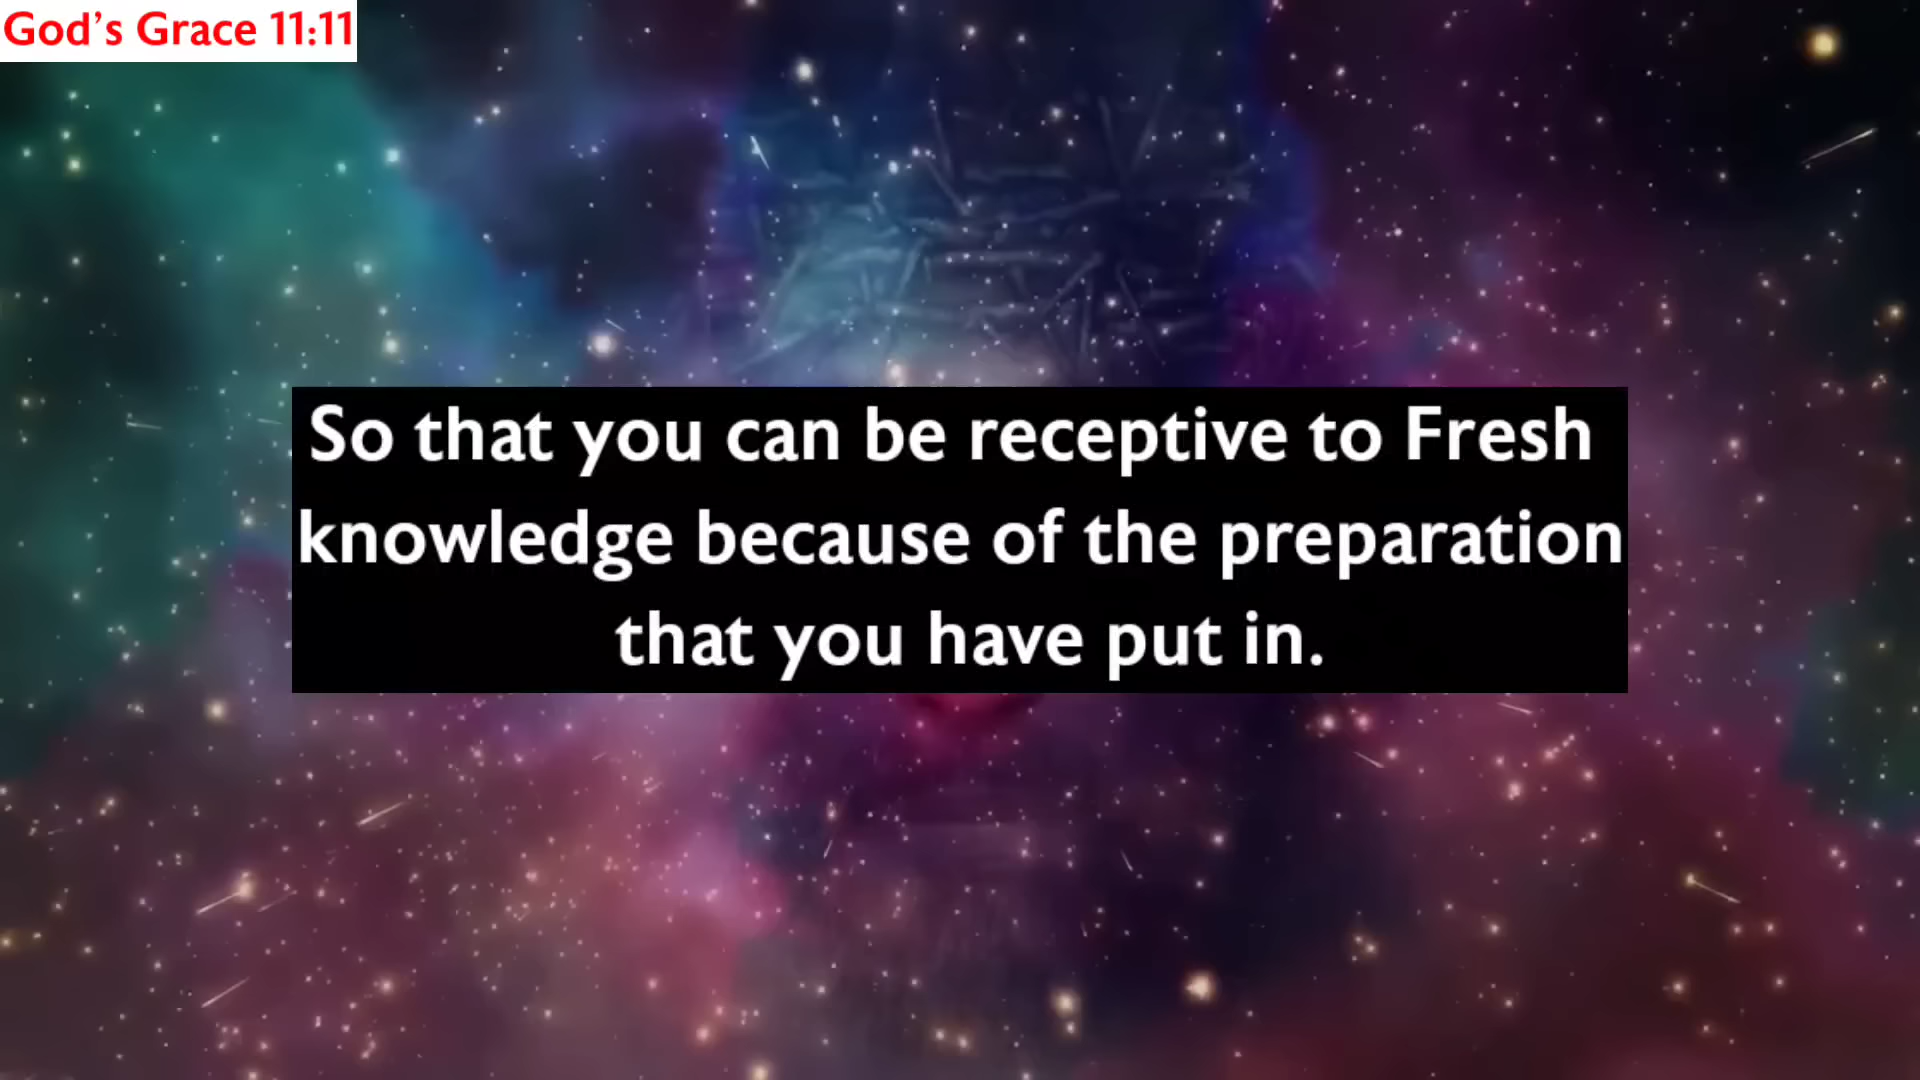 God's Grace 11:11
So that you can be receptive to Fresh
knowledge because of the preparation
that you have put in.